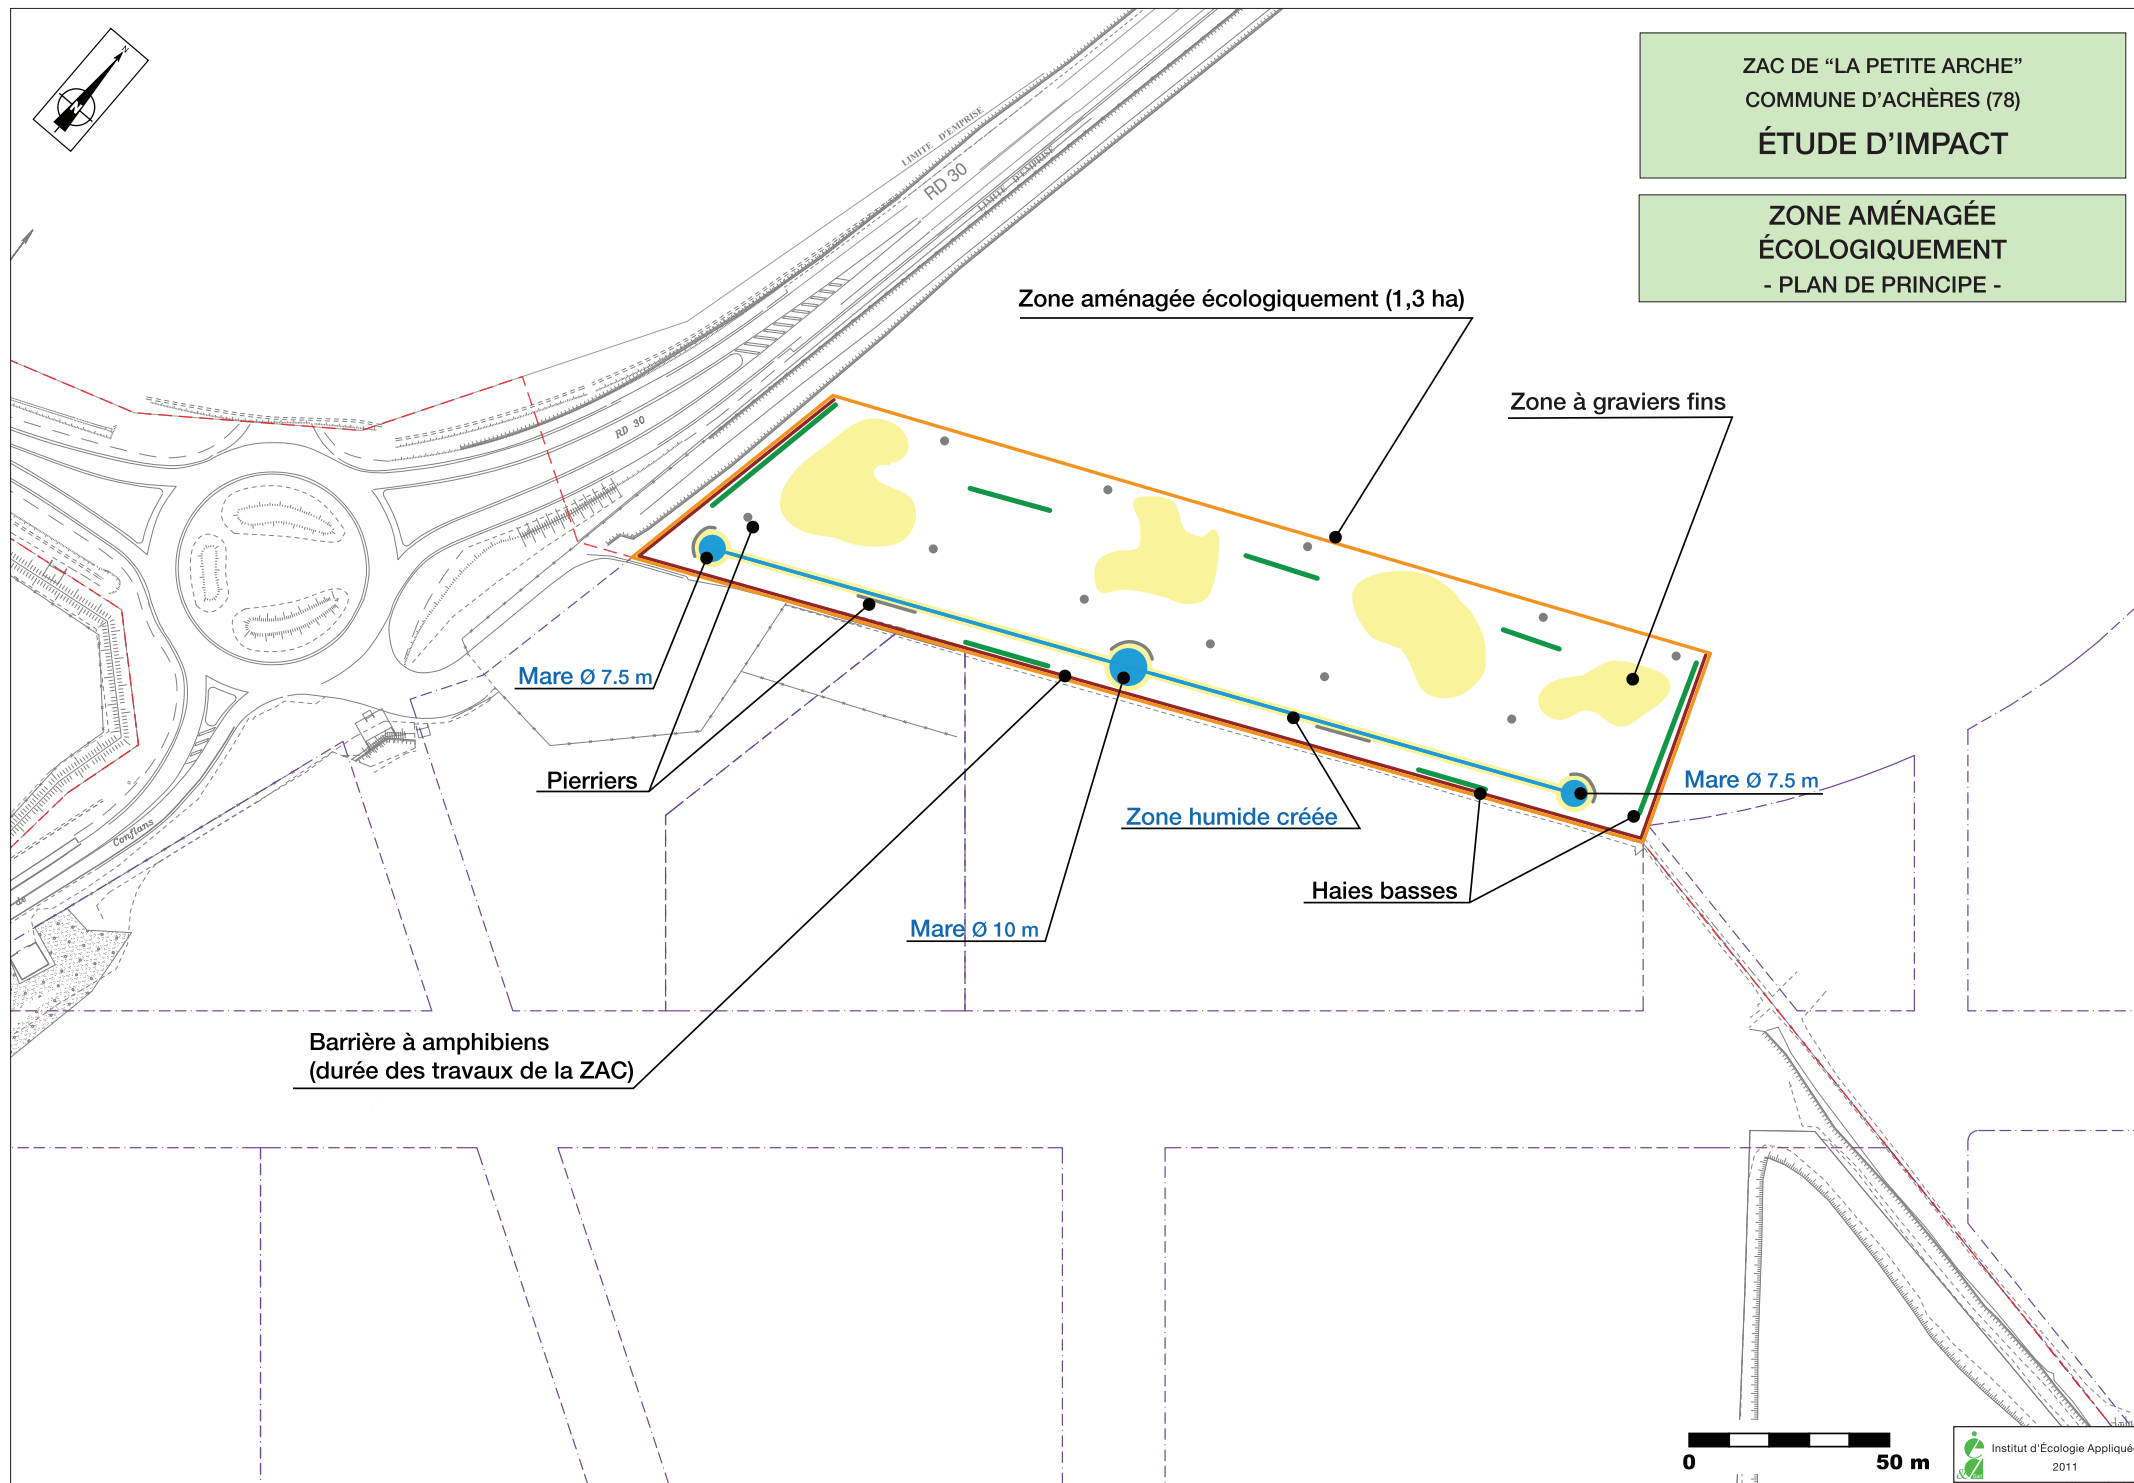 N
ZAC DE “LA PETITE ARCHE”
COMMUNE D’ACHÈRES (78)
ÉTUDE D’IMPACT
ZONE AMÉNAGÉE
ÉCOLOGIQUEMENT
- PLAN DE PRINCIPE -
LIMITE D'EMPRISE
RD 30
LIMITE D'EMPRISE
Zone aménagée écologiquement (1,3 ha)
Zone à graviers fins
RD 30
Mare Ø 7.5 m
Pierriers
Mare Ø 7.5 m
Zone humide créée
Conflans
de
Haies basses
Mare Ø 10 m
Barrière à amphibiens
(durée des travaux de la ZAC)
0
50 m
Institut d'Écologie Appliquée
2011